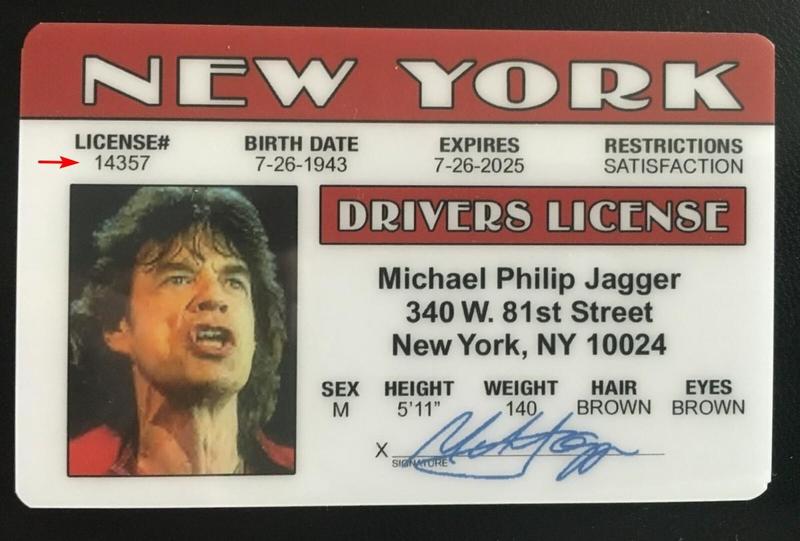 NEW YORK
LICENSE# BIRTH DATE EXPIRES RESTRICTIONS
14357 7-26-1943 7-26-2025 SATISFACTION
DRIVERS LICENSE
Michael Philip Jagger
340 W. 81st Street
New York, NY 10024
SEX HEIGHT WEIGHT HAIR EYES
M 5'11" 140 BROWN BROWN
X
SIGNATURE